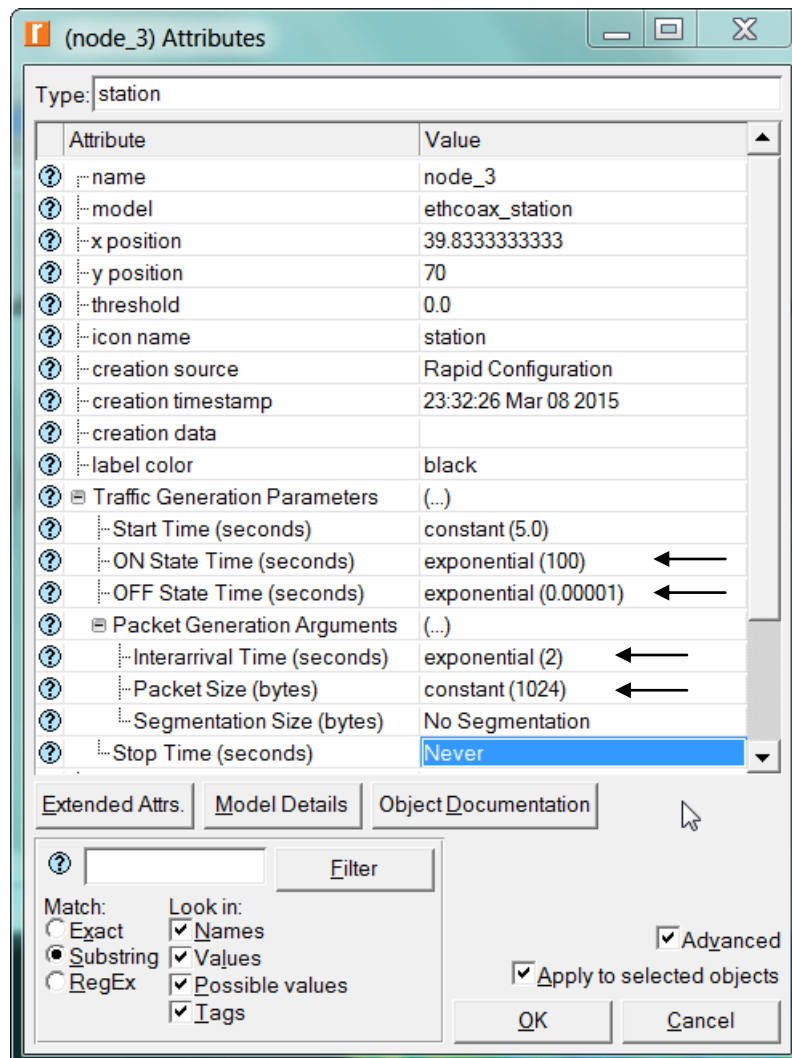 (node_3) Attributes
Type: station
Attribute Value
name node_3
model ethcoax_station
x position 39.8333333333
y position 70
threshold 0.0
icon name station
creation source Rapid Configuration
creation timestamp 23:32:26 Mar 08 2015
creation data
label color black
Traffic Generation Parameters (...)
Start Time (seconds) constant (5.0)
ON State Time (seconds) exponential (100)
OFF State Time (seconds) exponential (0.00001)
Packet Generation Arguments (...)
Interarrival Time (seconds) exponential (2)
Packet Size (bytes) constant (1024)
Segmentation Size (bytes) No Segmentation
Stop Time (seconds) Never
Extended Attrs. Model Details Object Documentation
Filter
Match: Look in:
Exact Names
Substring Values
RegEx Possible values
Tags
Advanced
Apply to selected objects
OK Cancel